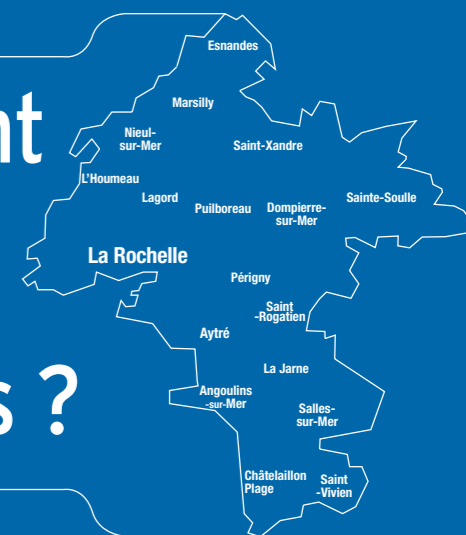 Esnandes
nt
Marsilly
Nieul-
sur-Mer
Saint-Xandre
L'Houmeau
Lagord
Puilboreau
Dompierre-
sur-Mer
Sainte-Soulle
La Rochelle
Périgny
Saint
-Rogatien
Aytré
La Jarne
s ?
Angoulins
-sur-Mer
Salles-
sur-Mer
Châtelaillon
Plage
Saint
-Vivien